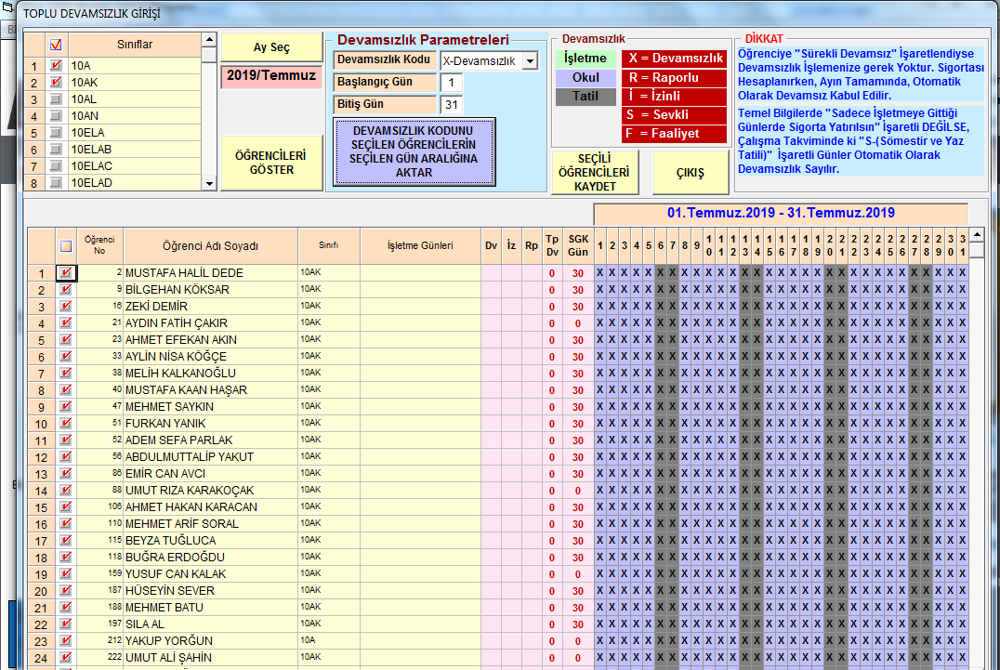 TOPLU DEVAMSIZLIK GİRİŞİ
Sınıflar
1 10A
2 10AK
3 10AL
4 10AN
5 10ELA
6 10ELAB
7 10ELAC
8 10ELAD
Ay Seç
2019/Temmuz
ÖĞRENCİLERİ
GÖSTER
Devamsızlık Parametreleri
Devamsızlık Kodu X-Devamsızlık
Başlangıç Gün 1
Bitiş Gün 31
DEVAMSIZLIK KODUNU
SEÇİLEN ÖĞRENCİLERİN
SEÇİLEN GÜN ARALIĞINA
AKTAR
Devamsızlık
İşletme
Okul
Tatil
X = Devamsızlık
R = Raporlu
İ = İzinli
S = Sevkli
F = Faaliyet
SEÇİLİ
ÖĞRENCİLERİ
KAYDET
ÇIKIŞ
DİKKAT
Öğrenciye "Sürekli Devamsız" İşaretlendiyse
Devamsızlık İşlemenize gerek Yoktur. Sigortası
Hesaplanırken, Ayın Tamamında, Otomatik
Olarak Devamsız Kabul Edilir.
Temel Bilgilerde "Sadece İşletmeye Gittiği
Günlerde Sigorta Yatırılsın" İşaretli DEĞİLSE,
Çalışma Takviminde ki "S-(Sömestir ve Yaz
Tatili)" İşaretli Günler Otomatik Olarak
Devamsızlık Sayılır.
01.Temmuz.2019 - 31.Temmuz.2019
Öğrenci No Öğrenci Adı Soyadı Sınıfı İşletme Günleri Dv İz Rp Tp Dv SGK Gün 1 2 3 4 5 6 7 8 9 10 11 12 13 14 15 16 17 18 19 20 21 22 23 24 25 26 27 28 29 30 31
1 2 MUSTAFA HALİL DEDE 10AK 0 30 X X X X X X X X X X X X X X X X X X X X X X X X X X X X X X X
2 9 BİLGEHAN KÖKSAR 10AK 0 30 X X X X X X X X X X X X X X X X X X X X X X X X X X X X X X X
3 16 ZEKİ DEMİR 10AK 0 30 X X X X X X X X X X X X X X X X X X X X X X X X X X X X X X X
4 21 AYDIN FATİH ÇAKIR 10AK 0 0 X X X X X X X X X X X X X X X X X X X X X X X X X X X X X X X
5 23 AHMET EFEKAN AKIN 10AK 0 30 X X X X X X X X X X X X X X X X X X X X X X X X X X X X X X X
6 33 AYLİN NİSA KÖĞÇE 10AK 0 30 X X X X X X X X X X X X X X X X X X X X X X X X X X X X X X X
7 38 MELİH KALKANOĞLU 10AK 0 30 X X X X X X X X X X X X X X X X X X X X X X X X X X X X X X X
8 40 MUSTAFA KAAN HAŞAR 10AK 0 30 X X X X X X X X X X X X X X X X X X X X X X X X X X X X X X X
9 47 MEHMET SAYKIN 10AK 0 30 X X X X X X X X X X X X X X X X X X X X X X X X X X X X X X X
10 51 FURKAN YANIK 10AK 0 30 X X X X X X X X X X X X X X X X X X X X X X X X X X X X X X X
11 52 ADEM SEFA PARLAK 10AK 0 30 X X X X X X X X X X X X X X X X X X X X X X X X X X X X X X X
12 56 ABDULMUTTALİP YAKUT 10AK 0 30 X X X X X X X X X X X X X X X X X X X X X X X X X X X X X X X
13 86 EMİR CAN AVCI 10AK 0 30 X X X X X X X X X X X X X X X X X X X X X X X X X X X X X X X
14 88 UMUT RIZA KARAKOÇAK 10AK 0 0 X X X X X X X X X X X X X X X X X X X X X X X X X X X X X X X
15 106 AHMET HAKAN KARACAN 10AK 0 30 X X X X X X X X X X X X X X X X X X X X X X X X X X X X X X X
16 110 MEHMET ARİF SORAL 10AK 0 30 X X X X X X X X X X X X X X X X X X X X X X X X X X X X X X X
17 115 BEYZA TUĞLUCA 10AK 0 30 X X X X X X X X X X X X X X X X X X X X X X X X X X X X X X X
18 118 BUĞRA ERDOĞDU 10AK 0 30 X X X X X X X X X X X X X X X X X X X X X X X X X X X X X X X
19 159 YUSUF CAN KALAK 10AK 0 0 X X X X X X X X X X X X X X X X X X X X X X X X X X X X X X X
20 187 HÜSEYİN SEVER 10AK 0 30 X X X X X X X X X X X X X X X X X X X X X X X X X X X X X X X
21 188 MEHMET BATU 10AK 0 30 X X X X X X X X X X X X X X X X X X X X X X X X X X X X X X X
22 197 SILA AL 10AK 0 30 X X X X X X X X X X X X X X X X X X X X X X X X X X X X X X X
23 212 YAKUP YORĞUN 10A 0 0 X X X X X X X X X X X X X X X X X X X X X X X X X X X X X X X
24 222 UMUT ALİ ŞAHİN 10AK 0 0 X X X X X X X X X X X X X X X X X X X X X X X X X X X X X X X